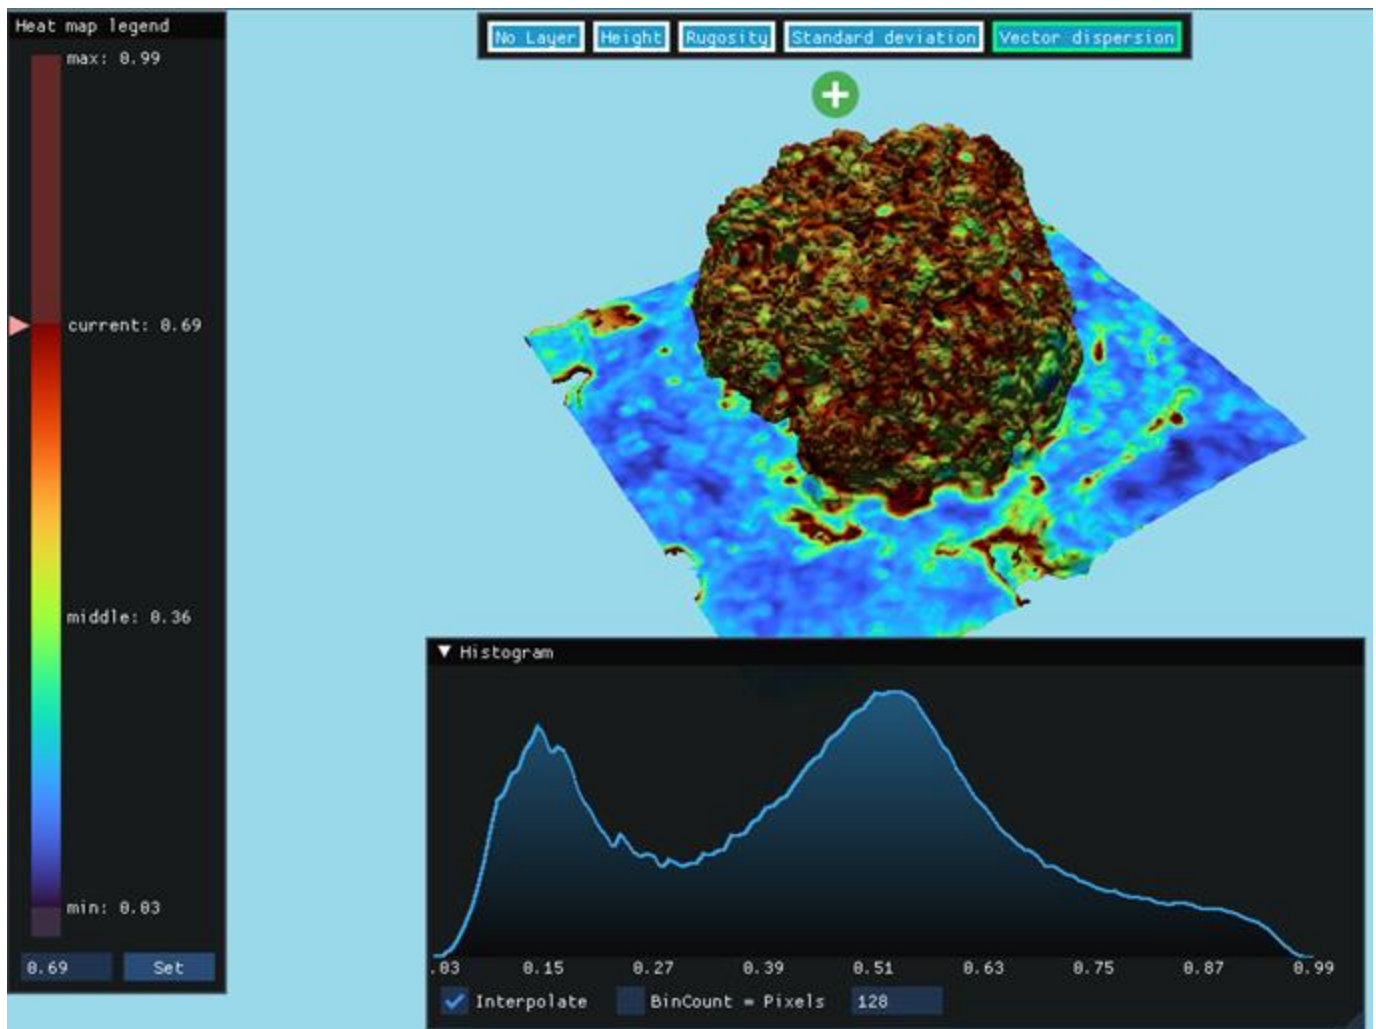 Heat map legend
max: 0.99
current: 0.69
middle: 0.36
min: 0.03
0.69 Set
No Layer Height Rugosity Standard deviation Vector dispersion
Histogram
.03 0.15 0.27 0.39 0.51 0.63 0.75 0.87 0.99
Interpolate BinCount = Pixels 128